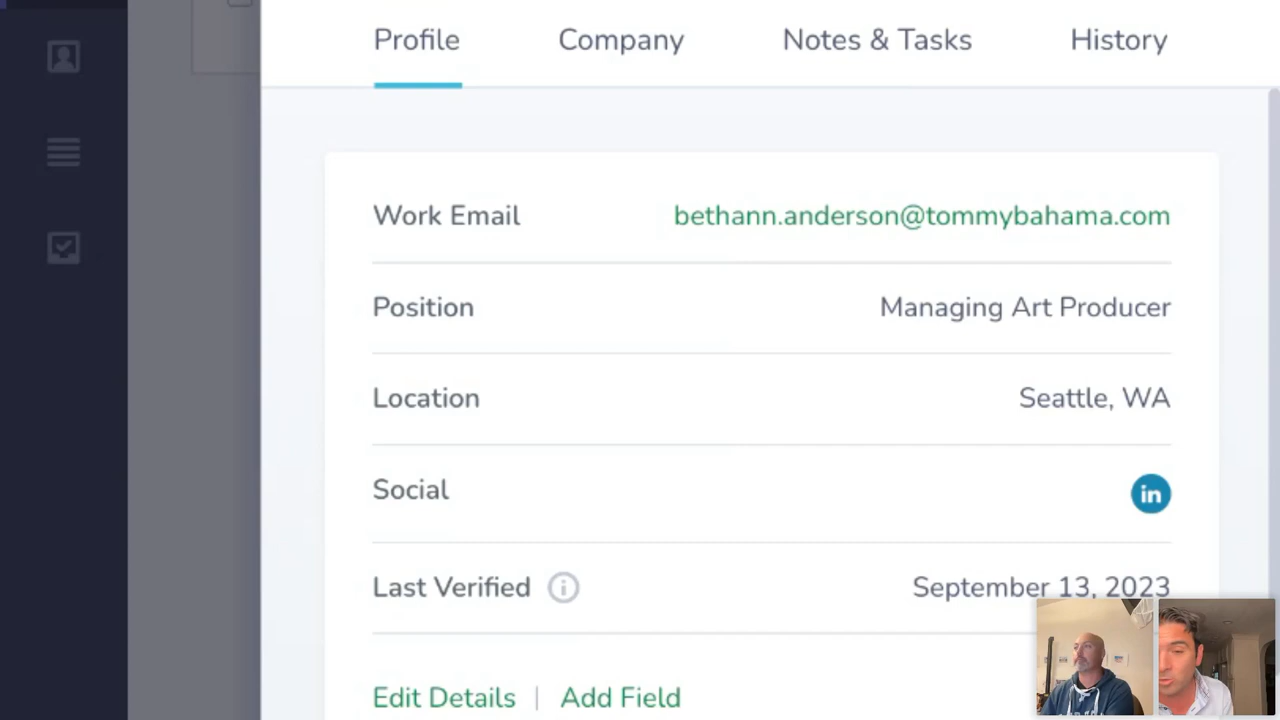 Profile Company Notes & Tasks History
Work Email bethann.anderson@tommybahama.com
Position Managing Art Producer
Location Seattle, WA
Social in
Last Verified September 13, 2023
Edit Details | Add Field